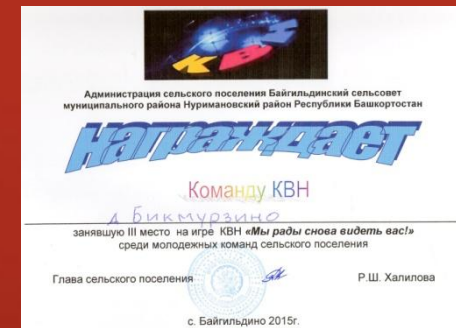 КВН
Администрация сельского поселения Байгильдинский сельсовет
муниципального района Нуримановский район Республики Башкортостан
награждает
Команду КВН
д Бикмурзино
занявшую III место на игре КВН «Мы рады снова видеть вас!»
среди молодежных команд сельского поселения
Глава сельского поселения Р.Ш. Халилова
с. Байгильдино 2015г.